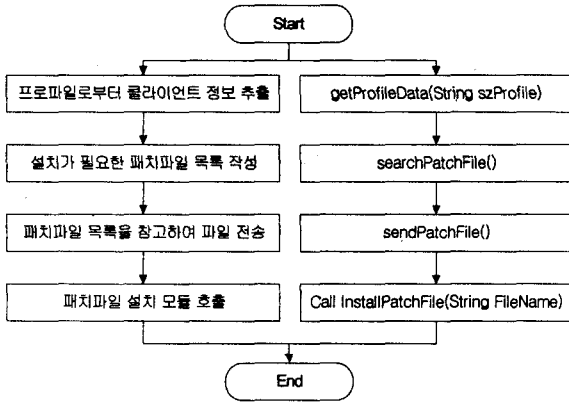 Start
프로파일로부터 클라이언트 정보 추출
getProfileData(String szProfile)
설치가 필요한 패치파일 목록 작성
searchPatchFile()
패치파일 목록을 참고하여 파일 전송
sendPatchFile()
패치파일 설치 모듈 호출
Call InstallPatchFile(String FileName)
End